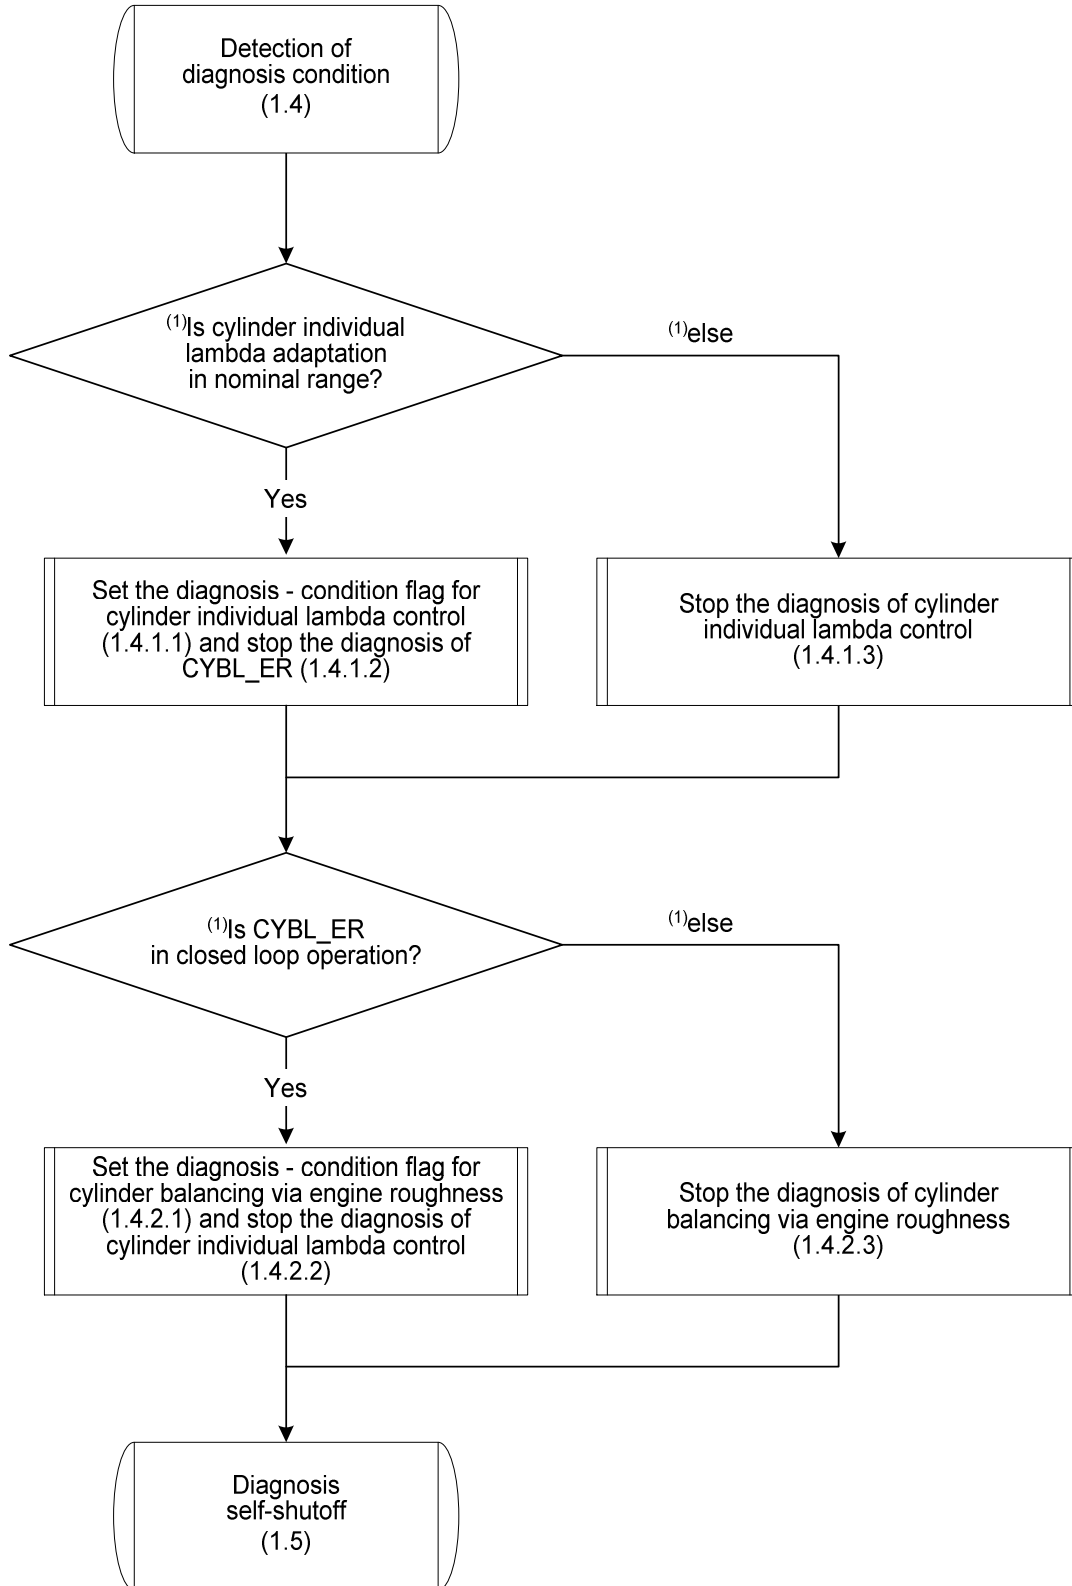 Detection of
diagnosis condition
(1.4)
(1)Is cylinder individual
lambda adaptation
in nominal range?
(1)else
Yes
Set the diagnosis - condition flag for
cylinder individual lambda control
(1.4.1.1) and stop the diagnosis of
CYBL_ER (1.4.1.2)
Stop the diagnosis of cylinder
individual lambda control
(1.4.1.3)
(1)Is CYBL_ER
in closed loop operation?
(1)else
Yes
Set the diagnosis - condition flag for
cylinder balancing via engine roughness
(1.4.2.1) and stop the diagnosis of
cylinder individual lambda control
(1.4.2.2)
Stop the diagnosis of cylinder
balancing via engine roughness
(1.4.2.3)
Diagnosis
self-shutoff
(1.5)